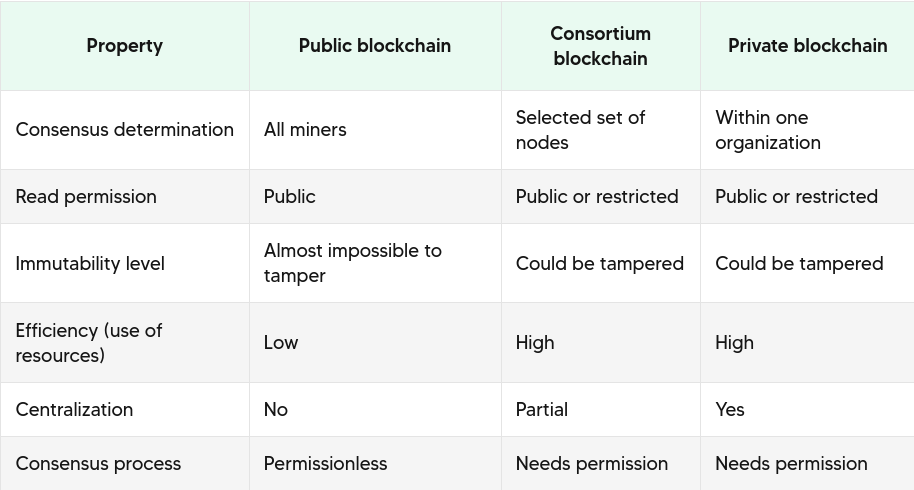 Property
Public blockchain
Consortium
blockchain
Private blockchain
Consensus determination
All miners
Selected set of
nodes
Within one
organization
Read permission
Public
Public or restricted
Public or restricted
Immutability level
Almost impossible to
tamper
Could be tampered
Could be tampered
Efficiency (use of
resources)
Low
High
High
Centralization
No
Partial
Yes
Consensus process
Permissionless
Needs permission
Needs permission